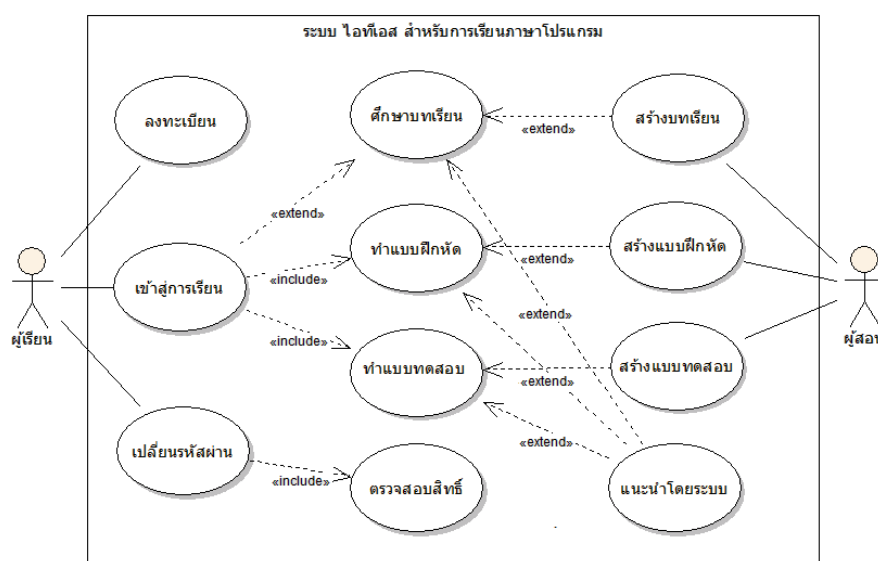 ระบบ ไอทีเอส สำหรับการเรียนภาษาโปรแกรม
ลงทะเบียน
ศึกษาบทเรียน
«extend»
สร้างบทเรียน
«extend»
ทำแบบฝึกหัด
«extend»
สร้างแบบฝึกหัด
เข้าสู่การเรียน
«include»
«extend»
ผู้เรียน
ผู้สอน
«include»
ทำแบบทดสอบ
«extend»
สร้างแบบทดสอบ
เปลี่ยนรหัสผ่าน
«extend»
«include»
ตรวจสอบสิทธิ์
แนะนำโดยระบบ